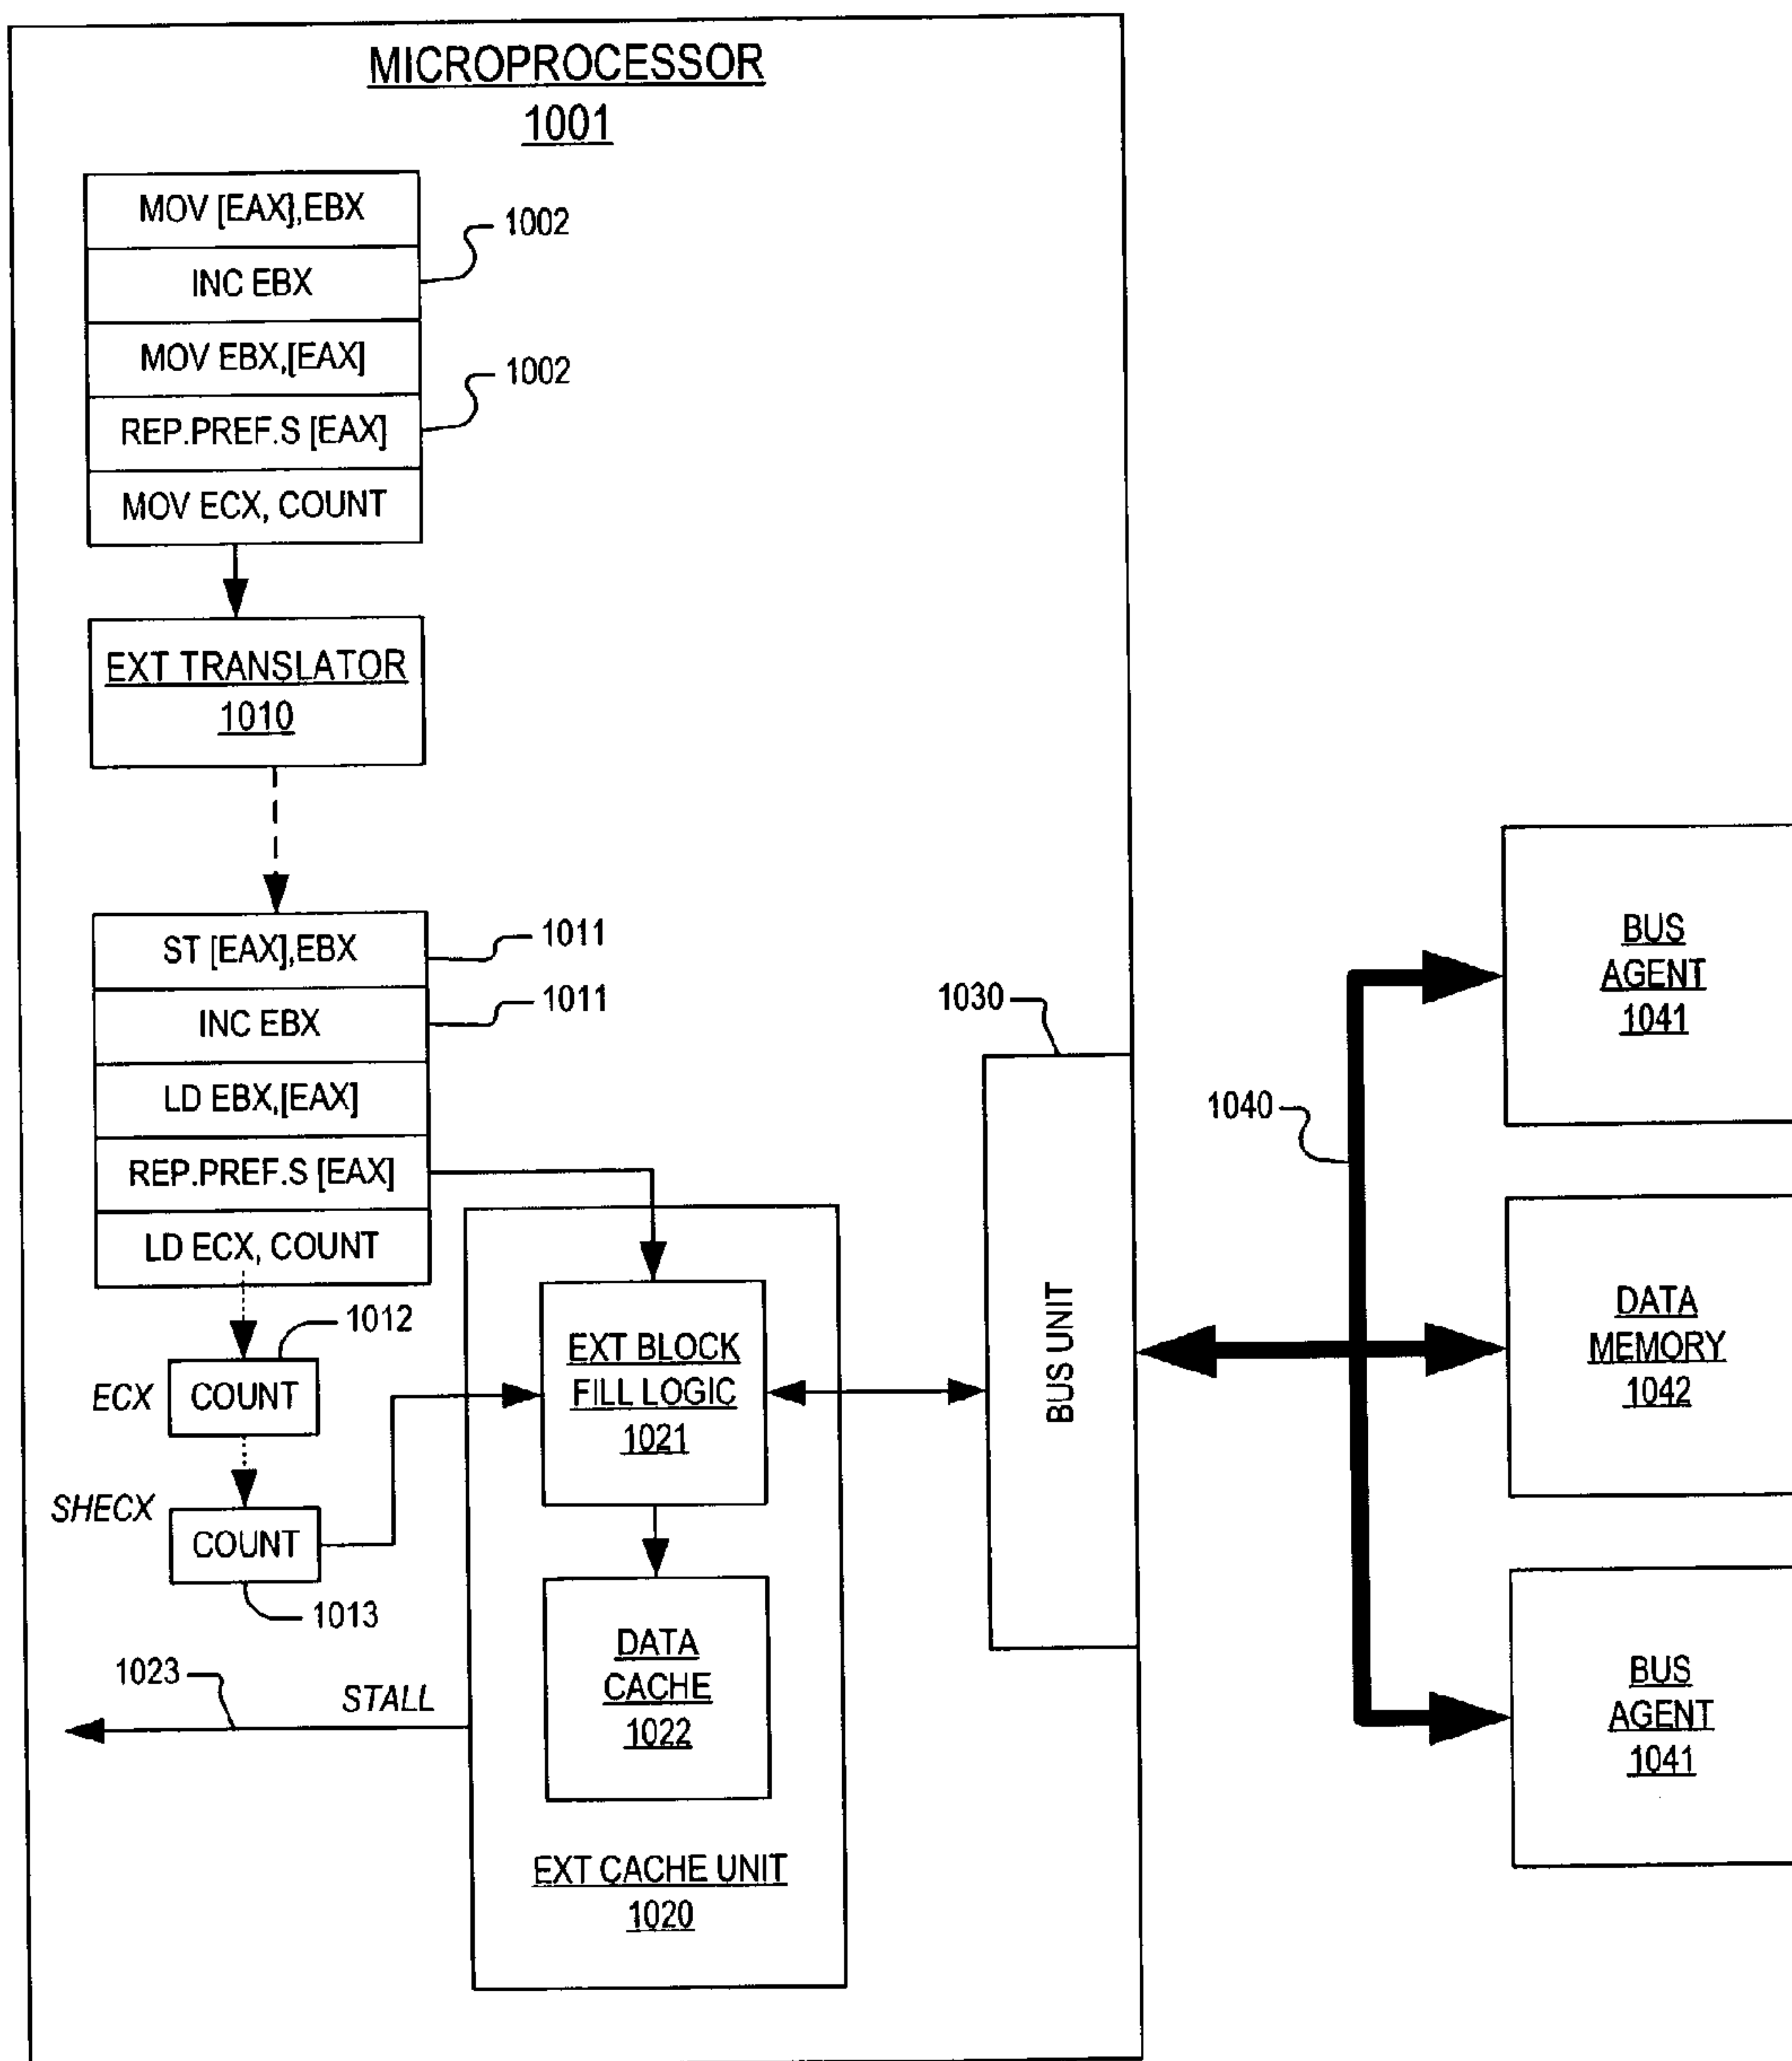 MICROPROCESSOR
1001
MOV [EAX],EBX
1002
INC EBX
MOV EBX,[EAX]
1002
REP.PREF.S [EAX]
MOV ECX, COUNT
EXT TRANSLATOR
1010
ST [EAX],EBX
1011
INC EBX
1011
LD EBX,[EAX]
REP.PREF.S [EAX]
LD ECX, COUNT
1012
ECX
COUNT
SHECX
COUNT
1013
1023
STALL
EXT BLOCK
FILL LOGIC
1021
DATA
CACHE
1022
EXT CACHE UNIT
1020
1030
BUS UNIT
1040
BUS
AGENT
1041
DATA
MEMORY
1042
BUS
AGENT
1041